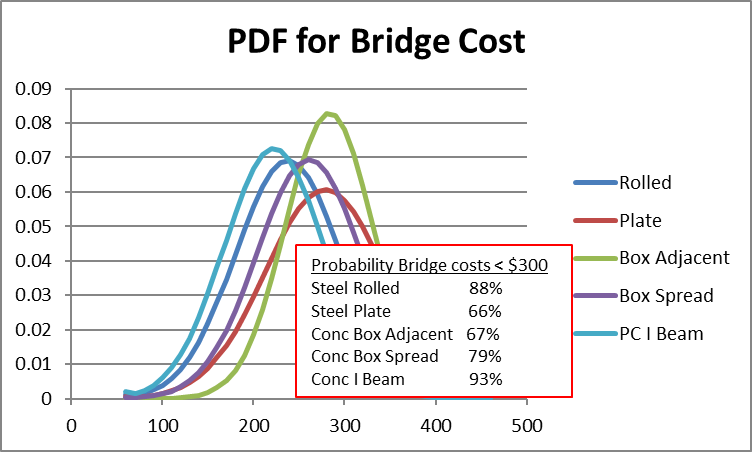 PDF for Bridge Cost
0.09
0.08
0.07
0.06
0.05
0.04
0.03
0.02
0.01
0
0 100 200 300 400 500
Rolled
Plate
Box Adjacent
Box Spread
PC I Beam
Probability Bridge costs < $300
Steel Rolled 88%
Steel Plate 66%
Conc Box Adjacent 67%
Conc Box Spread 79%
Conc I Beam 93%